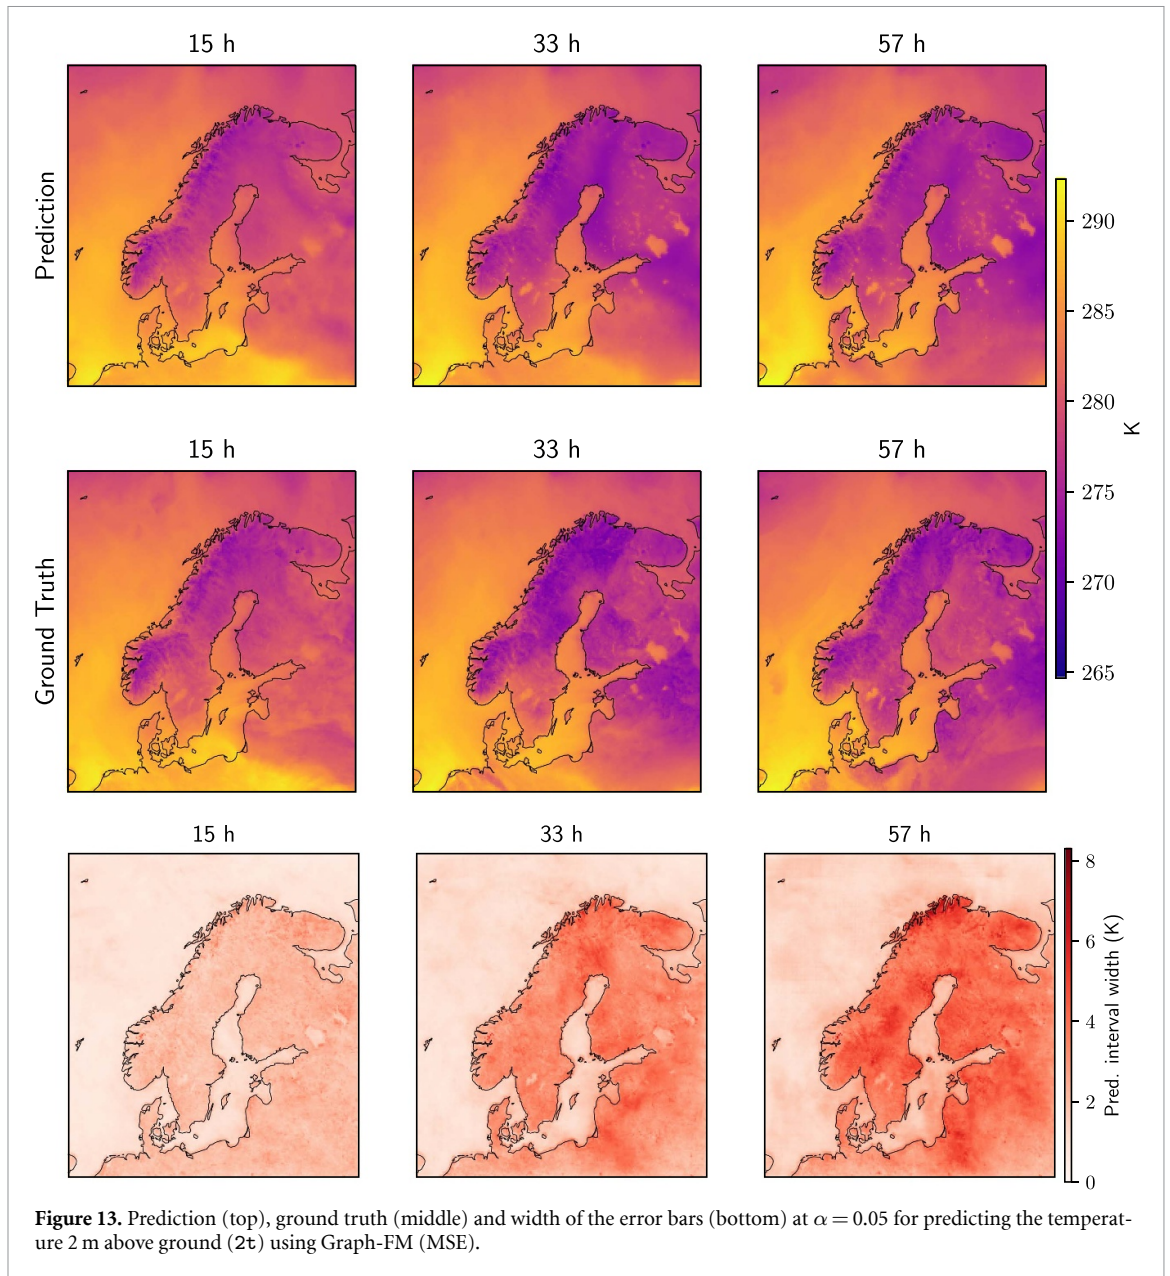 15 h
33 h
57 h
Prediction
290
285
280
275
270
265
K
15 h
33 h
57 h
Ground Truth
15 h
33 h
57 h
8
6
4
2
0
Pred. interval width (K)
Figure 13. Prediction (top), ground truth (middle) and width of the error bars (bottom) at α = 0.05 for predicting the temperat-
ure 2 m above ground (2t) using Graph-FM (MSE).